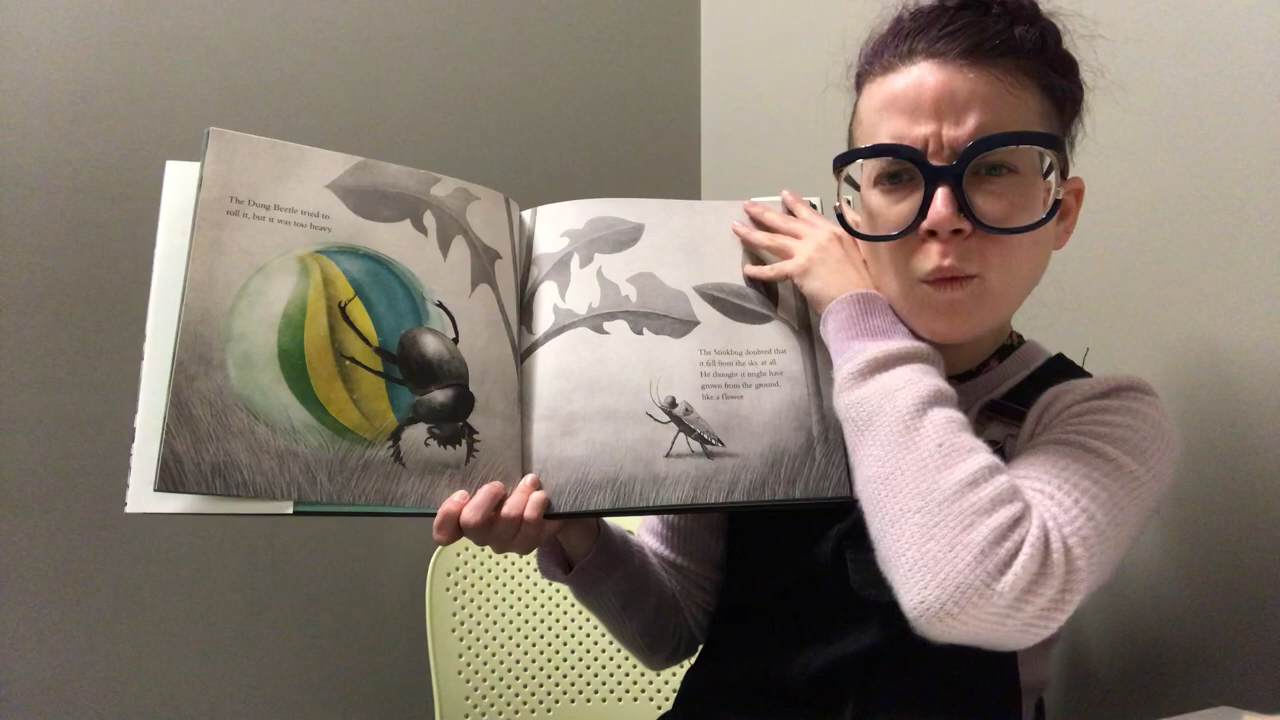 The Dung Beetle tried to
roll it, but it was too heavy.
The Stinkbug doubted that
it fell from the sky at all.
He thought it might have
grown from the ground,
like a flower.